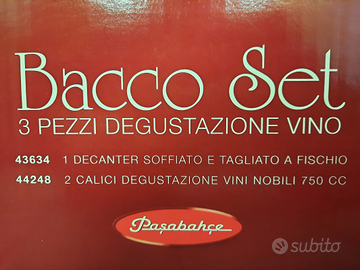 Bacco Set
3 PEZZI DEGUSTAZIONE VINO
43634 1 DECANTER SOFFIATO E TAGLIATO A FISCHIO
44248 2 CALICI DEGUSTAZIONE VINI NOBILI 750 CC
Paşabahçe
subito